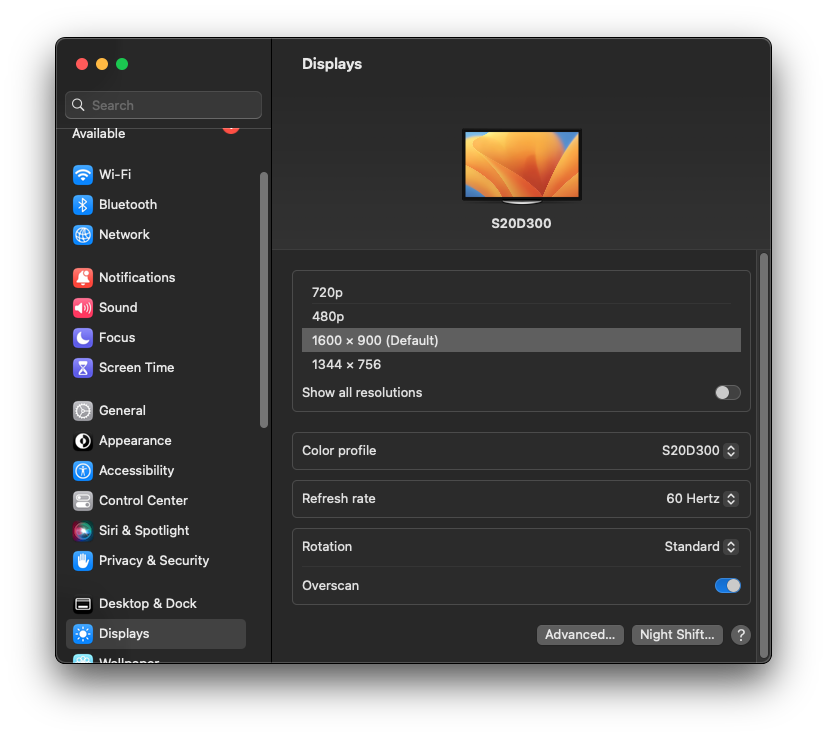 Displays
Search
Available
Wi-Fi
Bluetooth
Network
Notifications
Sound
Focus
Screen Time
General
Appearance
Accessibility
Control Center
Siri & Spotlight
Privacy & Security
Desktop & Dock
Displays
Wallpaper
S20D300
720p
480p
1600 × 900 (Default)
1344 × 756
Show all resolutions
Color profile S20D300
Refresh rate 60 Hertz
Rotation Standard
Overscan
Advanced... Night Shift... ?